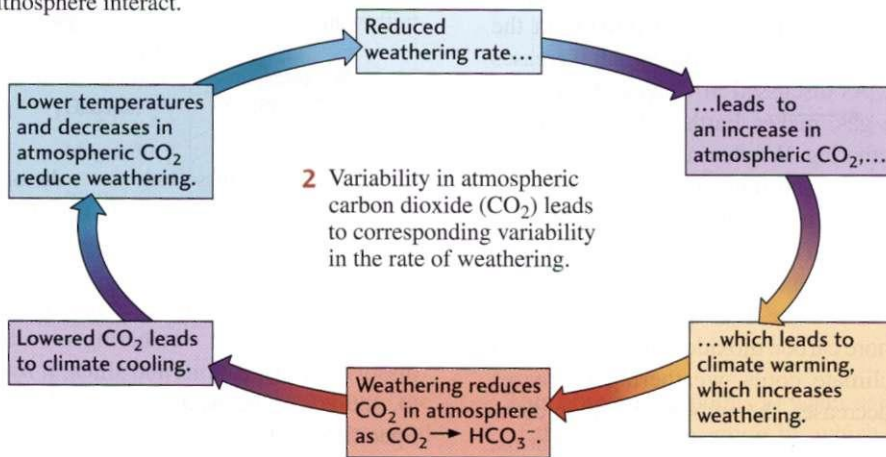 lithosphere interact.
Reduced
weathering rate...
...leads to
an increase in
atmospheric CO₂,...
...which leads to
climate warming,
which increases
weathering.
Weathering reduces
CO₂ in atmosphere
as CO₂ → HCO₃⁻.
Lowered CO₂ leads
to climate cooling.
Lower temperatures
and decreases in
atmospheric CO₂
reduce weathering.
2 Variability in atmospheric
carbon dioxide (CO₂) leads
to corresponding variability
in the rate of weathering.